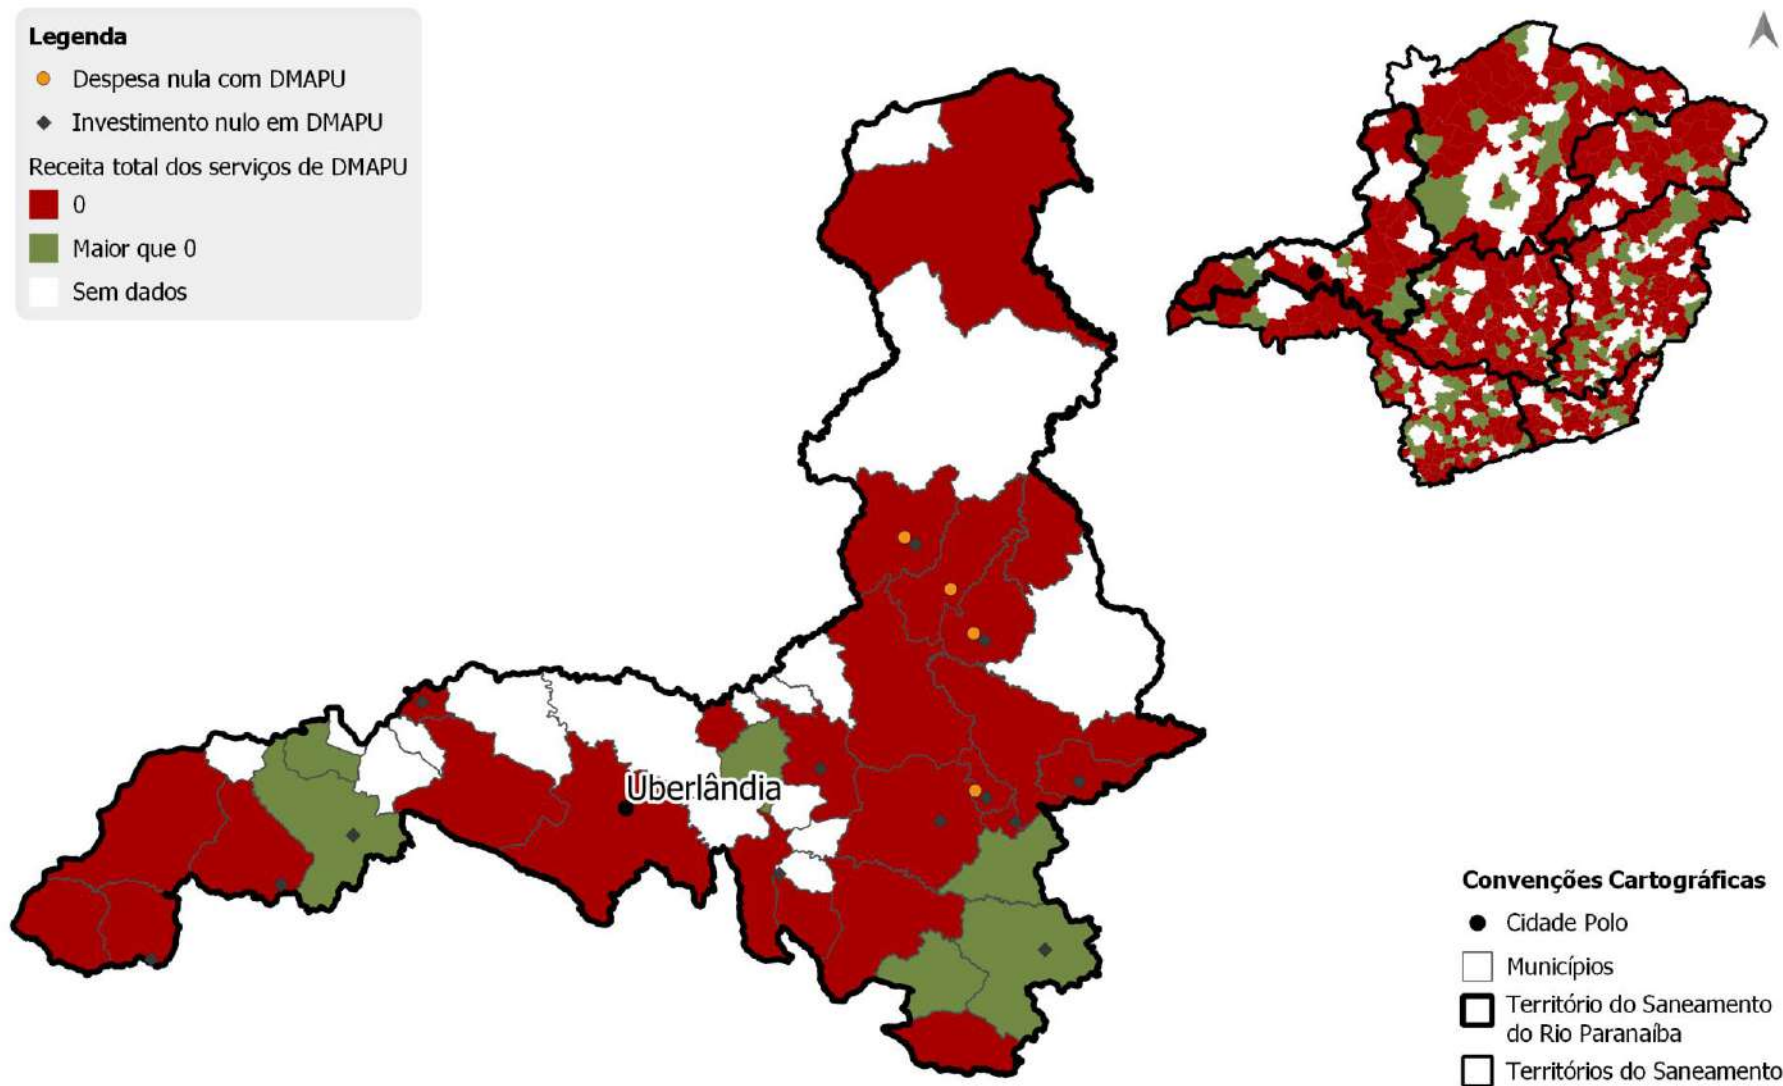 Legenda
Despesa nula com DMAPU
Investimento nulo em DMAPU
Receita total dos serviços de DMAPU
0
Maior que 0
Sem dados
Uberlândia
Convenções Cartográficas
Cidade Polo
Municípios
Território do Saneamento
do Rio Paranaíba
Territórios do Saneamento